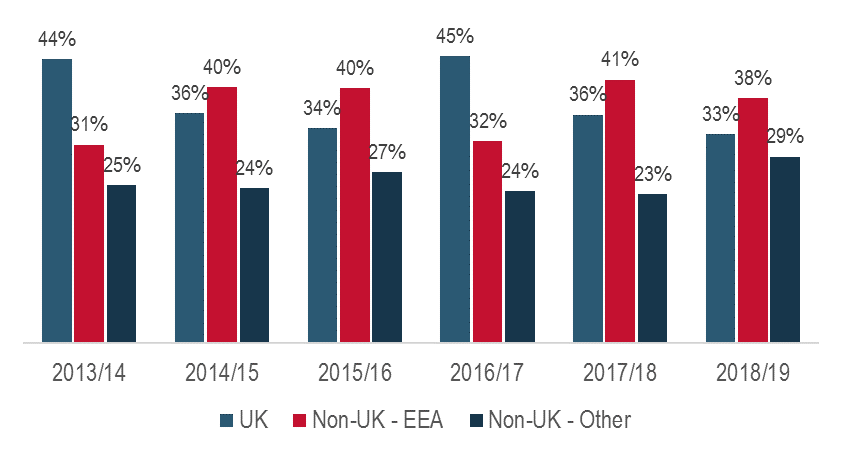 44% 31% 25% 36% 40% 24% 34% 40% 27% 45% 32% 24% 36% 41% 23% 33% 38% 29%
2013/14 2014/15 2015/16 2016/17 2017/18 2018/19
UK Non-UK - EEA Non-UK - Other